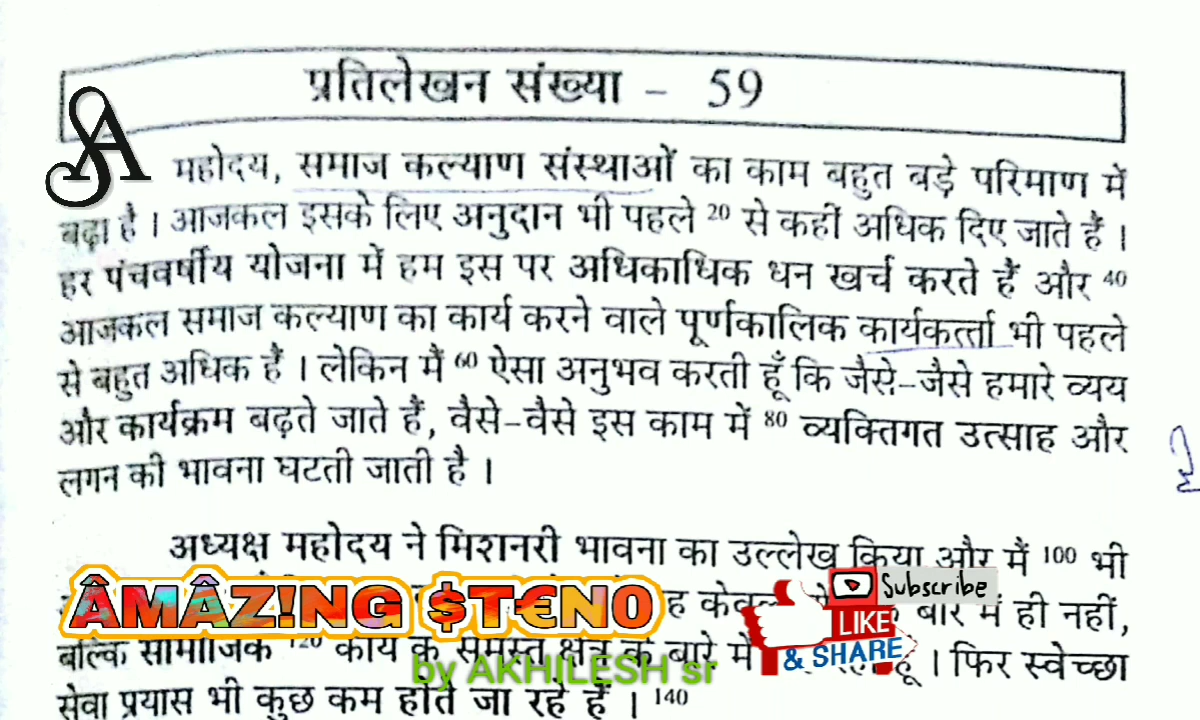 प्रतिलेखन संख्या - 59
महोदय, समाज कल्याण संस्थाओं का काम बहुत बड़े परिमाण में
बढ़ा है । आजकल इसके लिए अनुदान भी पहले 20 से कहीं अधिक दिए जाते हैं ।
हर पंचवर्षीय योजना में हम इस पर अधिकाधिक धन खर्च करते हैं और 40
आजकल समाज कल्याण का कार्य करने वाले पूर्णकालिक कार्यकर्त्ता भी पहले
से बहुत अधिक हैं । लेकिन मैं 60 ऐसा अनुभव करती हूँ कि जैसे-जैसे हमारे व्यय
और कार्यक्रम बढ़ते जाते हैं, वैसे-वैसे इस काम में 80 व्यक्तिगत उत्साह और
लगन की भावना घटती जाती है ।
अध्यक्ष महोदय ने मिशनरी भावना का उल्लेख किया और मैं 100 भी
केवल बारे में ही नहीं,
बल्कि सामाजिक 120 कार्य के समस्त क्षेत्र के बारे में हूँ । फिर स्वेच्छा
सेवा प्रयास भी कुछ कम होते जा रहे हैं । 140
ÂMÂZ!NG $T€NO
Subscribe
LIKE
& SHARE
by AKHILESH sr